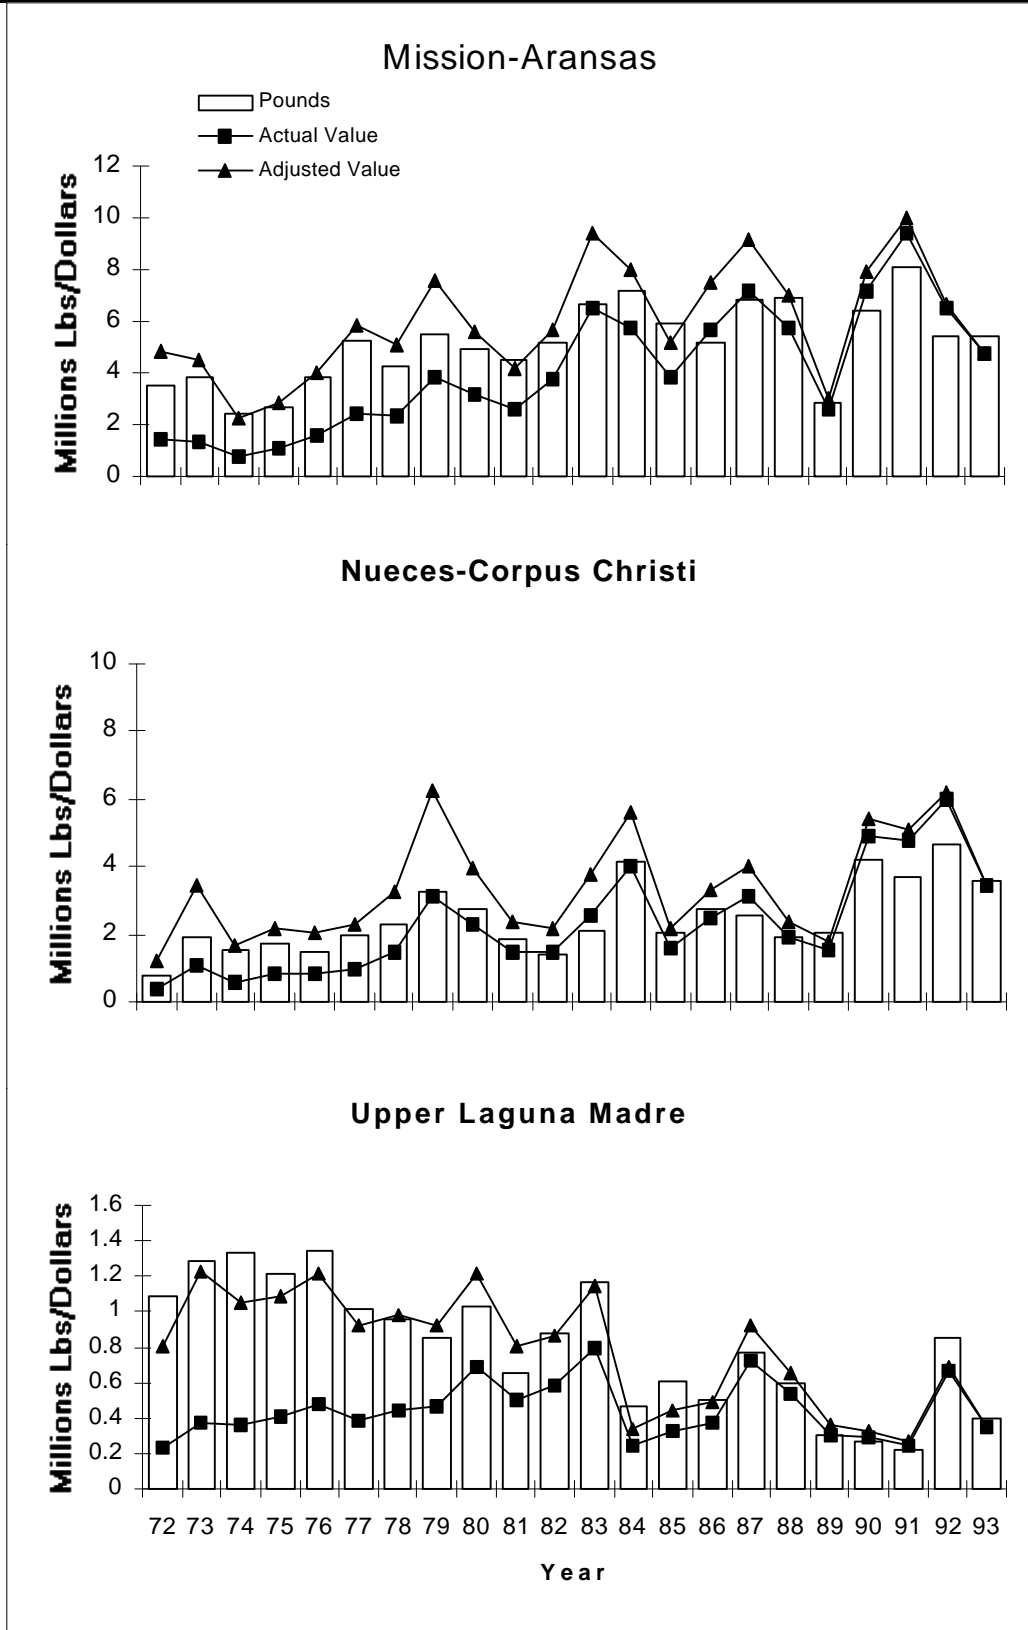 Mission-Aransas
Pounds
Actual Value
Adjusted Value
Millions Lbs/Dollars
12
10
8
6
4
2
0
Nueces-Corpus Christi
Millions Lbs/Dollars
10
8
6
4
2
0
Upper Laguna Madre
Millions Lbs/Dollars
1.6
1.4
1.2
1
0.8
0.6
0.4
0.2
0
72 73 74 75 76 77 78 79 80 81 82 83 84 85 86 87 88 89 90 91 92 93
Year